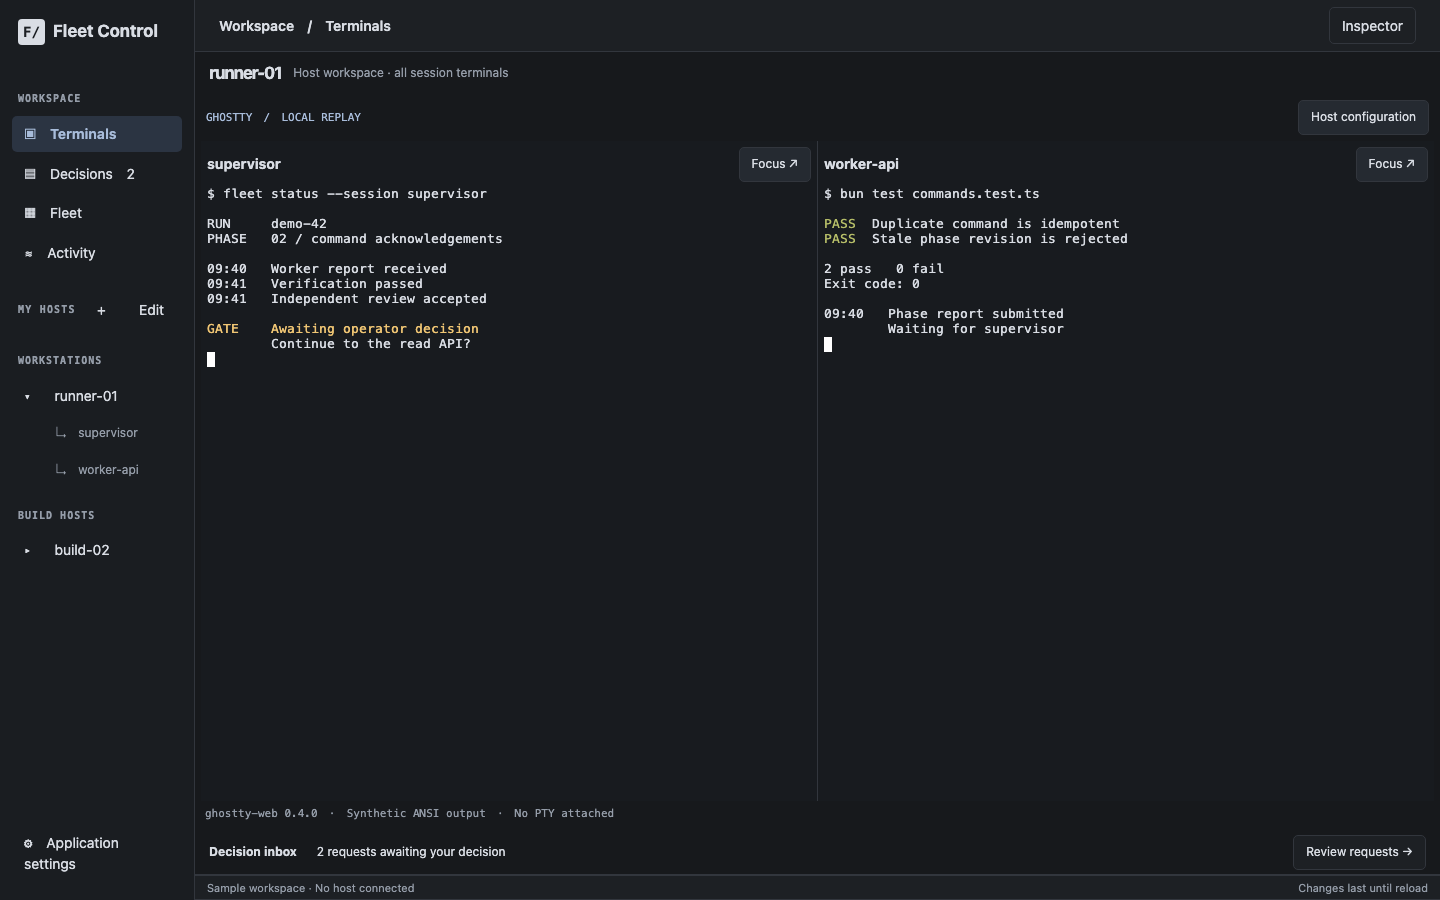 F/ Fleet Control
WORKSPACE
Terminals
Decisions 2
Fleet
Activity
MY HOSTS + Edit
WORKSTATIONS
runner-01
supervisor
worker-api
BUILD HOSTS
build-02
Application
settings
Workspace / Terminals
Inspector
runner-01 Host workspace · all session terminals
GHOSTTY / LOCAL REPLAY
Host configuration
supervisor
Focus ↗
$ fleet status --session supervisor
RUN demo-42
PHASE 02 / command acknowledgements
09:40 Worker report received
09:41 Verification passed
09:41 Independent review accepted
GATE Awaiting operator decision
Continue to the read API?
worker-api
Focus ↗
$ bun test commands.test.ts
PASS Duplicate command is idempotent
PASS Stale phase revision is rejected
2 pass 0 fail
Exit code: 0
09:40 Phase report submitted
Waiting for supervisor
ghostty-web 0.4.0 · Synthetic ANSI output · No PTY attached
Decision inbox 2 requests awaiting your decision
Review requests →
Sample workspace · No host connected
Changes last until reload